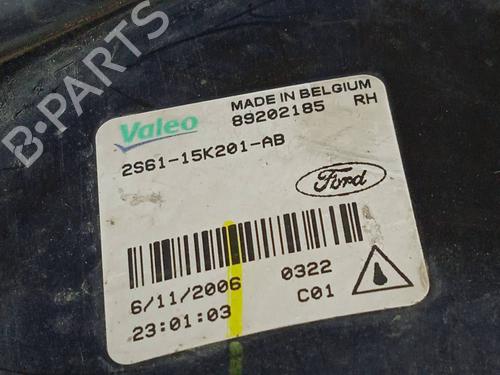 B-PARTS
Valeo
MADE IN BELGIUM
89202185 RH
2S61-15K201-AB
Ford
6/11/2006 0322
23:01:03 C01